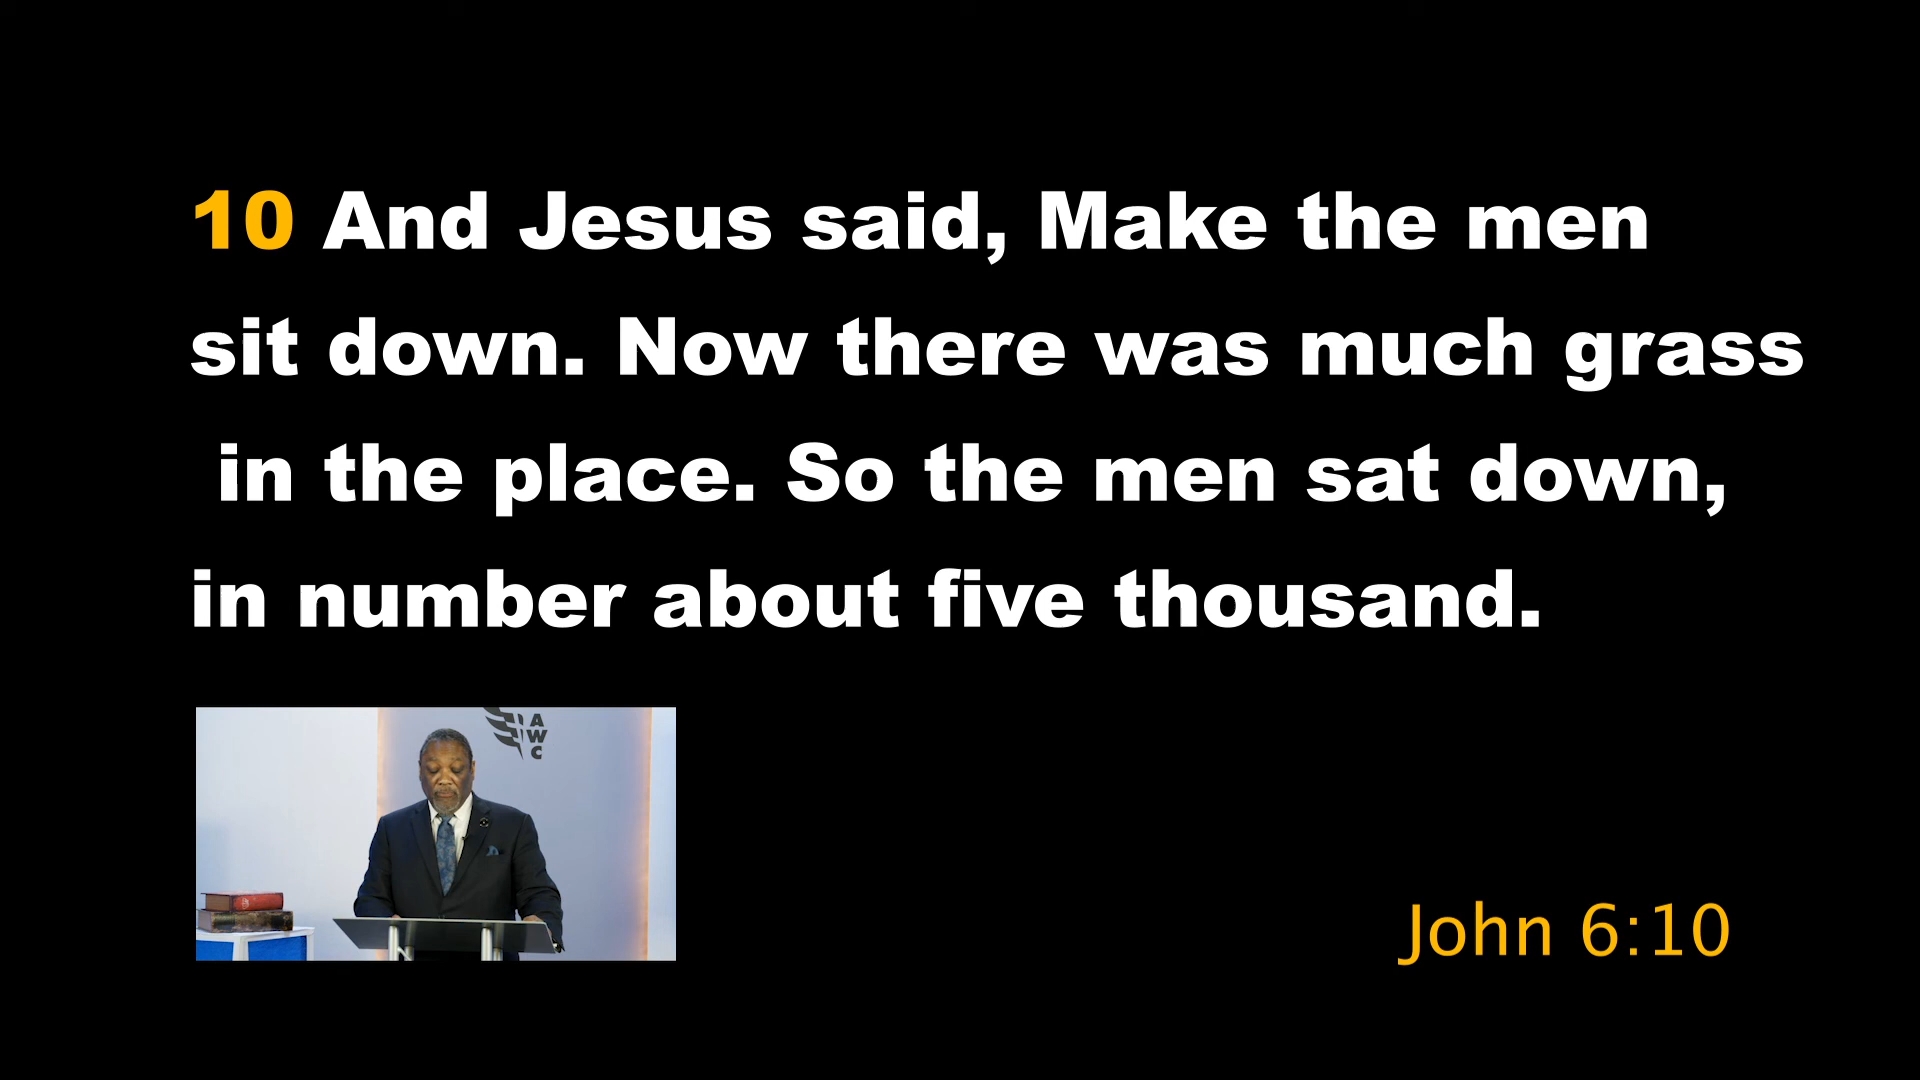 10 And Jesus said, Make the men
sit down. Now there was much grass
in the place. So the men sat down,
in number about five thousand.
A
W
C
John 6:10